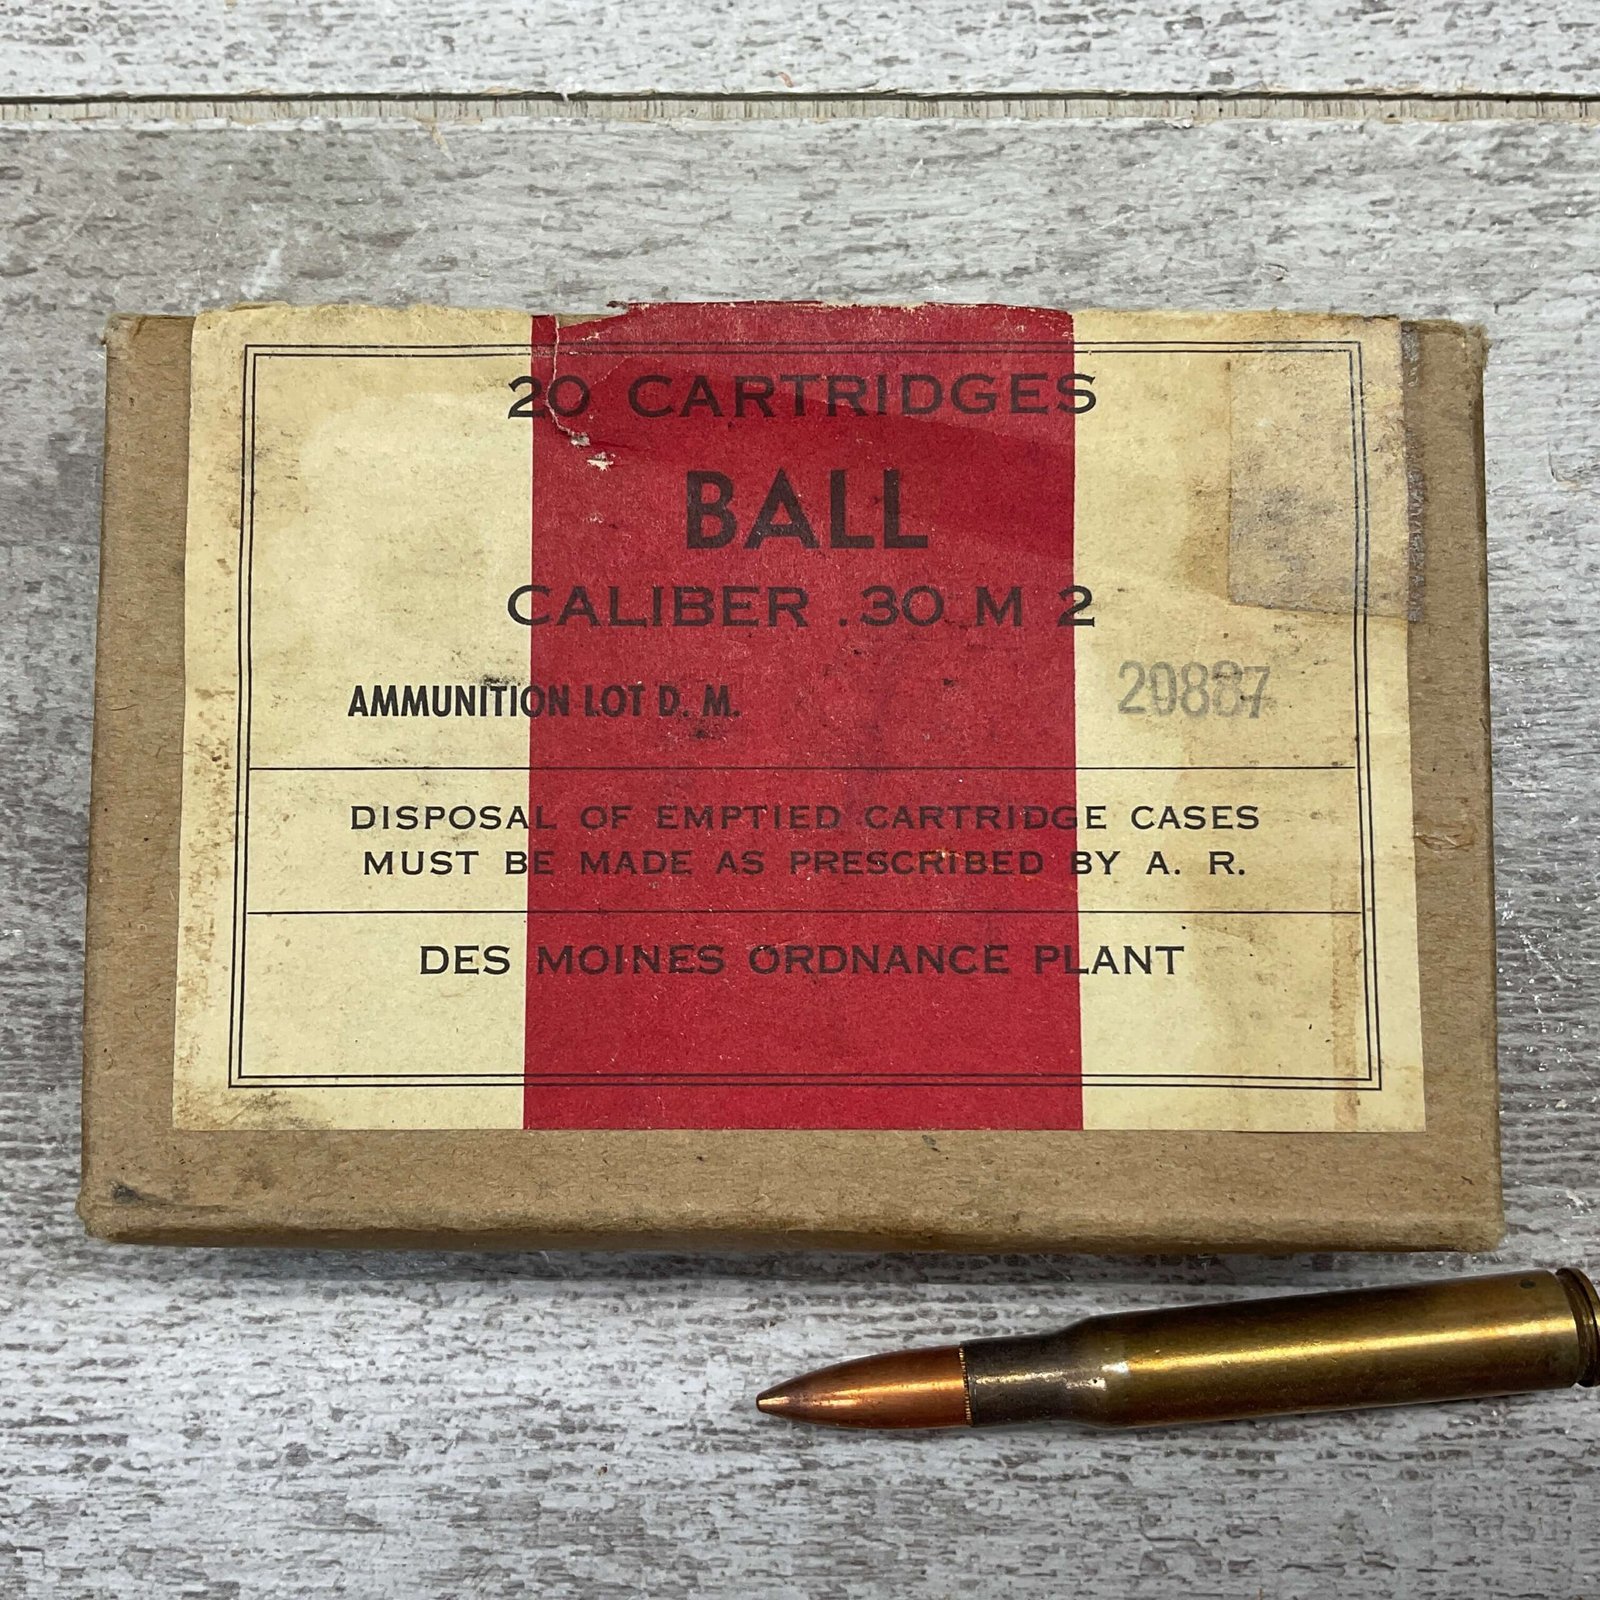 20 CARTRIDGES
BALL
CALIBER .30 M 2
AMMUNITION LOT D. M. 20887
DISPOSAL OF EMPTIED CARTRIDGE CASES
MUST BE MADE AS PRESCRIBED BY A. R.
DES MOINES ORDNANCE PLANT